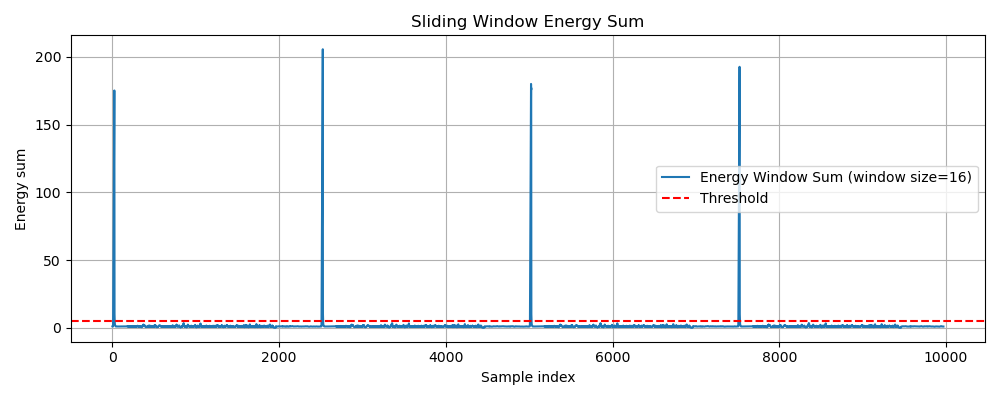 Sliding Window Energy Sum
200
150
100
50
0
Energy sum
Energy Window Sum (window size=16)
Threshold
0 2000 4000 6000 8000 10000
Sample index